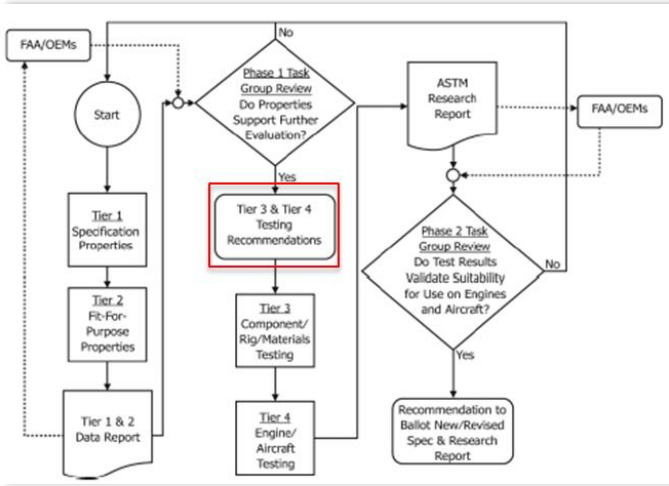 FAA/OEMs
Start
Tier 1
Specification
Properties
Tier 2
Fit-For-
Purpose
Properties
Tier 1 & 2
Data Report
No
Phase 1 Task
Group Review
Do Properties
Support Further
Evaluation?
Yes
Tier 3 & Tier 4
Testing
Recommendations
Tier 3
Component/
Rig/Materials
Testing
Tier 4
Engine/
Aircraft
Testing
ASTM
Research
Report
FAA/OEMs
Phase 2 Task
Group Review
Do Test Results
Validate Suitability
for Use on Engines
and Aircraft?
No
Yes
Recommendation to
Ballot New/Revised
Spec & Research
Report